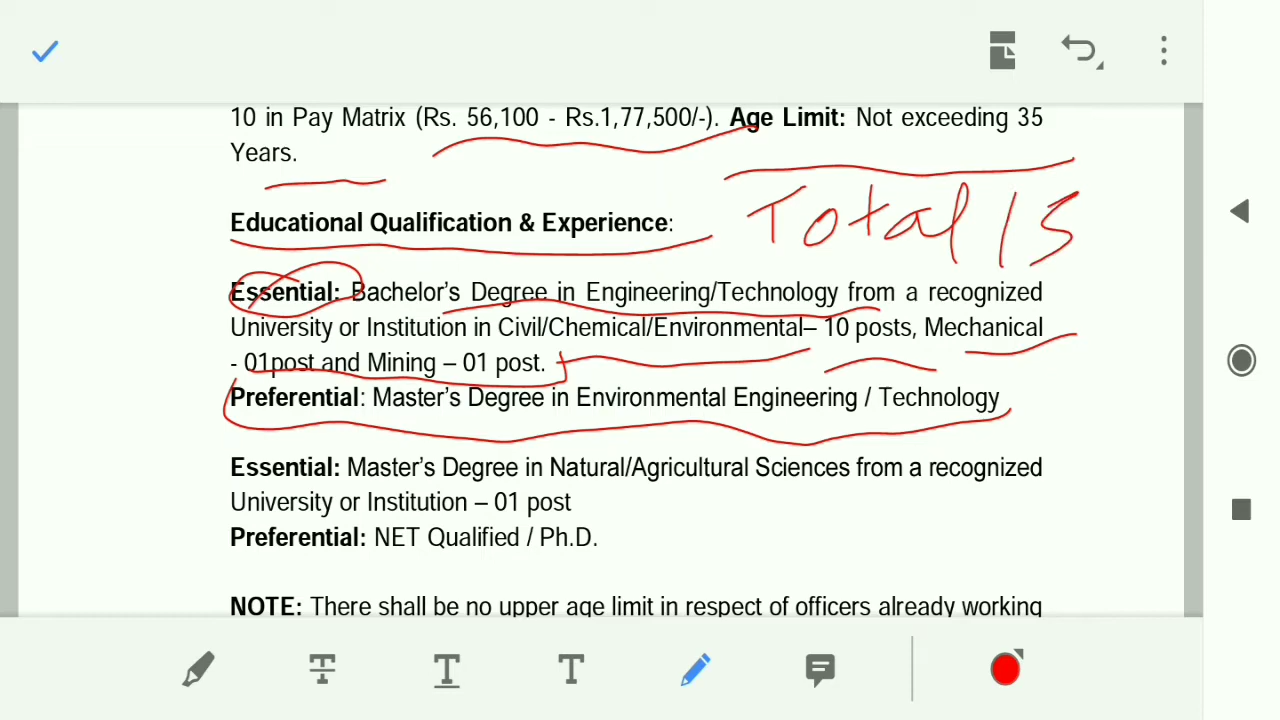 10 in Pay Matrix (Rs. 56,100 - Rs.1,77,500/-). Age Limit: Not exceeding 35
Years.
Total 15
Educational Qualification & Experience:
Essential: Bachelor's Degree in Engineering/Technology from a recognized
University or Institution in Civil/Chemical/Environmental– 10 posts, Mechanical
- 01post and Mining – 01 post.
Preferential: Master's Degree in Environmental Engineering / Technology
Essential: Master's Degree in Natural/Agricultural Sciences from a recognized
University or Institution – 01 post
Preferential: NET Qualified / Ph.D.
NOTE: There shall be no upper age limit in respect of officers already working